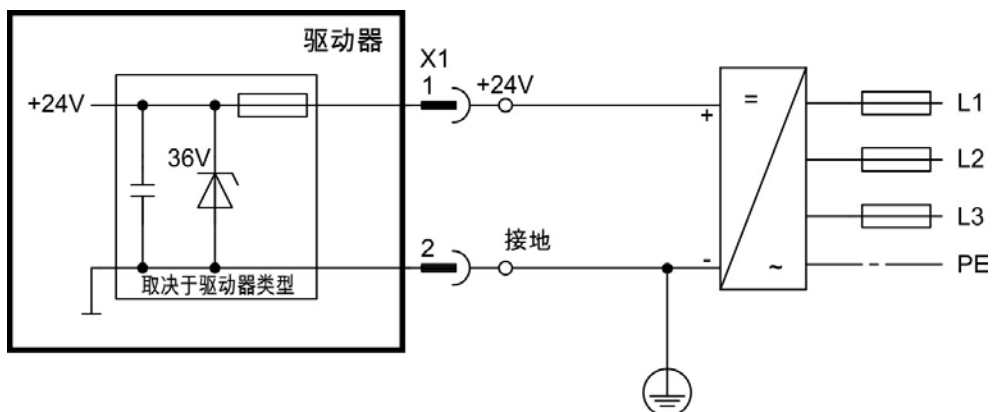 驱动器
X1
1
+24V
+24V
+
=
L1
36V
L2
L3
2
接地
-
~
PE
取决于驱动器类型